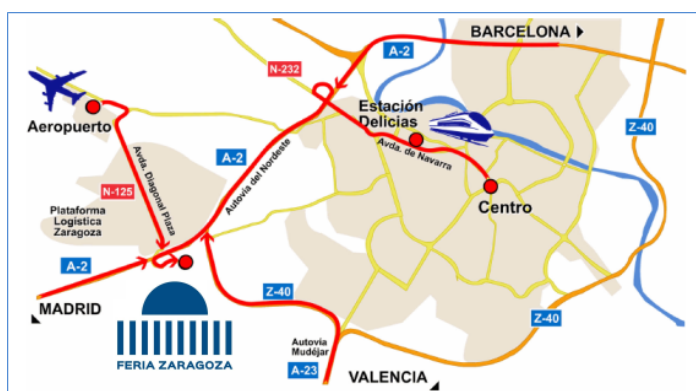 BARCELONA
A-2
N-232
Estación
Delicias
Aeropuerto
Z-40
A-2
Avda. de Navarra
Autovía del Nordeste
Avda. Diagonal Plaza
N-125
Centro
Plataforma
Logística
Zaragoza
A-2
MADRID
Z-40
Z-40
Autovía
Mudéjar
FERIA ZARAGOZA
A-23
VALENCIA